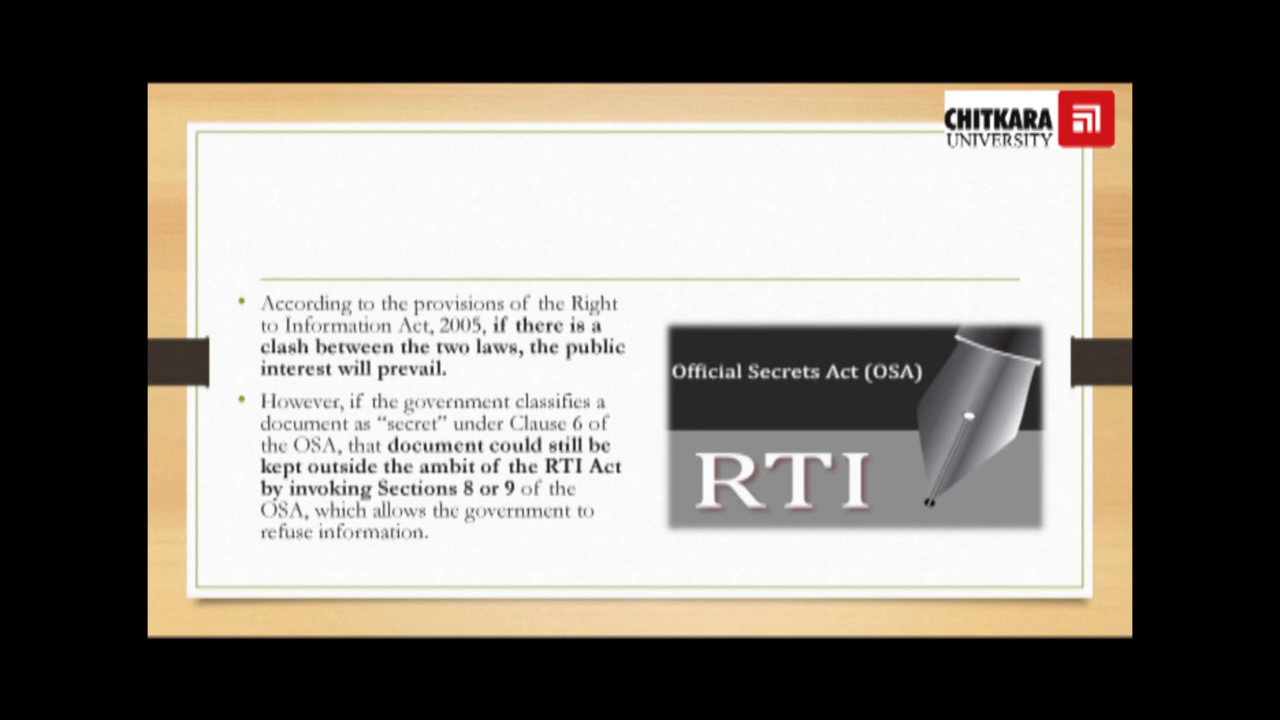 CHITKARA
UNIVERSITY
• According to the provisions of the Right
to Information Act, 2005, if there is a
clash between the two laws, the public
interest will prevail.
• However, if the government classifies a
document as “secret” under Clause 6 of
the OSA, that document could still be
kept outside the ambit of the RTI Act
by invoking Sections 8 or 9 of the
OSA, which allows the government to
refuse information.
Official Secrets Act (OSA)
RTI